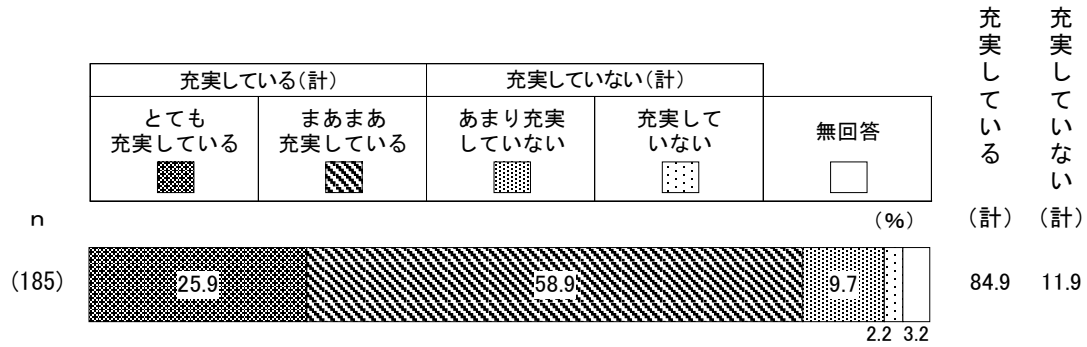 充実している(計)
充実していない(計)
とても
充実している
まあまあ
充実している
あまり充実
していない
充実して
いない
無回答
充実している
(計)
充実していない
(計)
n
(%)
(185)
25.9
58.9
9.7
2.2
3.2
84.9
11.9